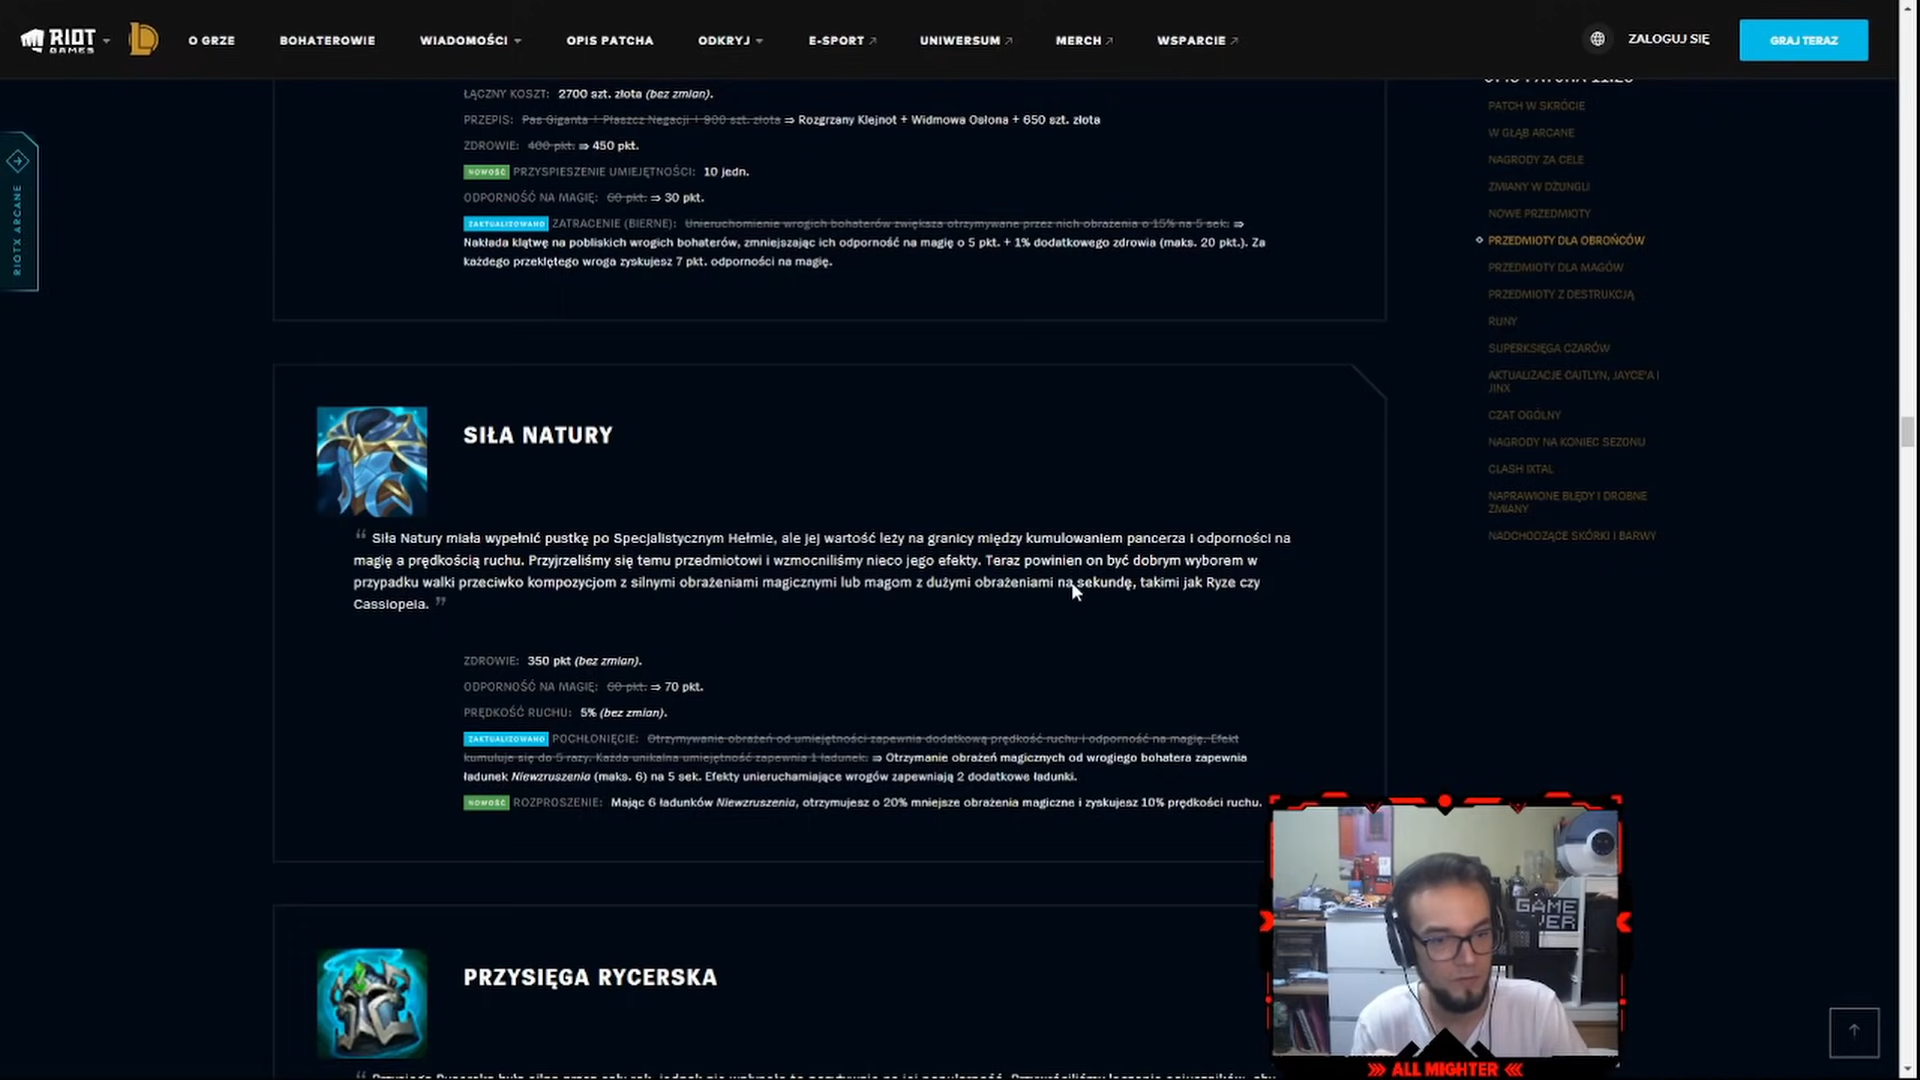 RIOT GAMES
O GRZE
BOHATEROWIE
WIADOMOŚCI
OPIS PATCHA
ODKRYJ
E-SPORT
UNIWERSUM
MERCH
WSPARCIE
ZALOGUJ SIĘ
GRAJ TERAZ
RIOTX ARCANE
ŁĄCZNY KOSZT: 2700 szt. złota (bez zmian).
PRZEPIS: Pas Giganta + Płaszcz Negacji + 900 szt. złota ⇒ Rozgrzany Klejnot + Widmowa Osłona + 650 szt. złota
ZDROWIE: 400 pkt. ⇒ 450 pkt.
NOWOŚĆ PRZYSPIESZENIE UMIEJĘTNOŚCI: 10 jedn.
ODPORNOŚĆ NA MAGIĘ: 60 pkt. ⇒ 30 pkt.
ZAKTUALIZOWANO ZATRACENIE (BIERNE): Unieruchomienie wrogich bohaterów zwiększa otrzymywane przez nich obrażenia o 15% na 5 sek. ⇒
Nakłada klątwę na pobliskich wrogich bohaterów, zmniejszając ich odporność na magię o 5 pkt. + 1% dodatkowego zdrowia (maks. 20 pkt.). Za
każdego przeklętego wroga zyskujesz 7 pkt. odporności na magię.
SIŁA NATURY
“ Siła Natury miała wypełnić pustkę po Specjalistycznym Hełmie, ale jej wartość leży na granicy między kumulowaniem pancerza i odporności na
magię a prędkością ruchu. Przyjrzeliśmy się temu przedmiotowi i wzmocniliśmy nieco jego efekty. Teraz powinien on być dobrym wyborem w
przypadku walki przeciwko kompozycjom z silnymi obrażeniami magicznymi lub magom z dużymi obrażeniami na sekundę, takimi jak Ryze czy
Cassiopeia. ”
ZDROWIE: 350 pkt (bez zmian).
ODPORNOŚĆ NA MAGIĘ: 60 pkt. ⇒ 70 pkt.
PRĘDKOŚĆ RUCHU: 5% (bez zmian).
ZAKTUALIZOWANO POCHŁONIĘCIE: Otrzymywanie obrażeń od umiejętności zapewnia dodatkową prędkość ruchu i odporność na magię. Efekt
kumuluje się do 5 razy. Każda unikalna umiejętność zapewnia 1 ładunek. ⇒ Otrzymanie obrażeń magicznych od wrogiego bohatera zapewnia
ładunek Niewzruszenia (maks. 6) na 5 sek. Efekty unieruchamiające wrogów zapewniają 2 dodatkowe ładunki.
NOWOŚĆ ROZPROSZENIE: Mając 6 ładunków Niewzruszenia, otrzymujesz o 20% mniejsze obrażenia magiczne i zyskujesz 10% prędkości ruchu.
PRZYSIĘGA RYCERSKA
PATCH W SKRÓCIE
W GŁĄB ARCANE
NAGRODY ZA CELE
ZMIANY W DŻUNGLI
NOWE PRZEDMIOTY
PRZEDMIOTY DLA OBROŃCÓW
PRZEDMIOTY DLA MAGÓW
PRZEDMIOTY Z DESTRUKCJĄ
RUNY
SUPERKSIĘGA CZARÓW
AKTUALIZACJE CAITLYN, JAYCE'A I
JINX
CZAT OGÓLNY
NAGRODY NA KONIEC SEZONU
CLASH IXTAL
NAPRAWIONE BŁĘDY I DROBNE
ZMIANY
NADCHODZĄCE SKÓRKI I BARWY
GAME
ALL MIGHTER